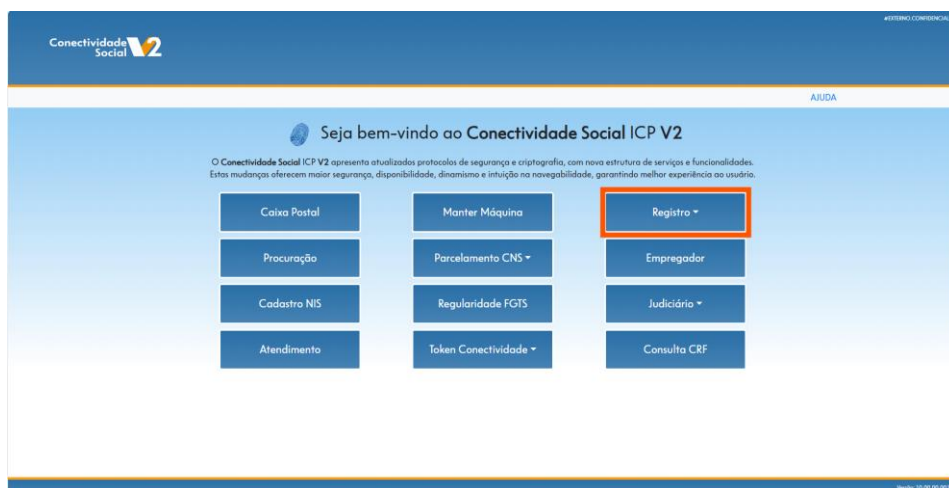 #EXTERNO.CONFIDENCIAL
Conectividade
Social V2
AJUDA
Seja bem-vindo ao Conectividade Social ICP V2
O Conectividade Social ICP V2 apresenta atualizados protocolos de segurança e criptografia, com nova estrutura de serviços e funcionalidades.
Estas mudanças oferecem maior segurança, disponibilidade, dinamismo e intuição na navegabilidade, garantindo melhor experiência ao usuário.
Caixa Postal
Manter Máquina
Registro
Procuração
Parcelamento CNS
Empregador
Cadastro NIS
Regularidade FGTS
Judiciário
Atendimento
Token Conectividade
Consulta CRF